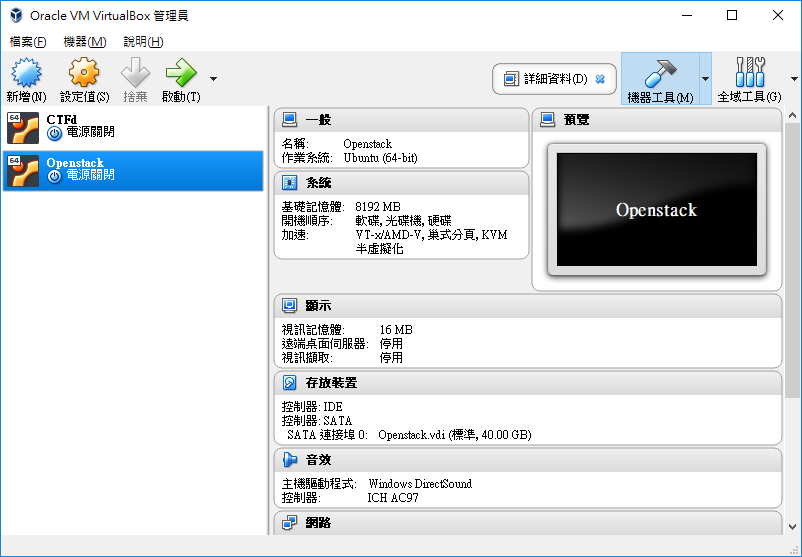 Oracle VM VirtualBox 管理員
檔案(F) 機器(M) 說明(H)
新增(N) 設定值(S) 捨棄 啟動(T) 詳細資料(D) 機器工具(M) 全域工具(G)
64 CTFd
電源關閉
64 Openstack
電源關閉
一般
名稱: Openstack
作業系統: Ubuntu (64-bit)
系統
基礎記憶體: 8192 MB
開機順序: 軟碟, 光碟機, 硬碟
加速: VT-x/AMD-V, 巢式分頁, KVM
半虛擬化
預覽
Openstack
顯示
視訊記憶體: 16 MB
遠端桌面伺服器: 停用
視訊擷取: 停用
存放裝置
控制器: IDE
控制器: SATA
SATA 連接埠 0: Openstack.vdi (標準, 40.00 GB)
音效
主機驅動程式: Windows DirectSound
控制器: ICH AC97
網路